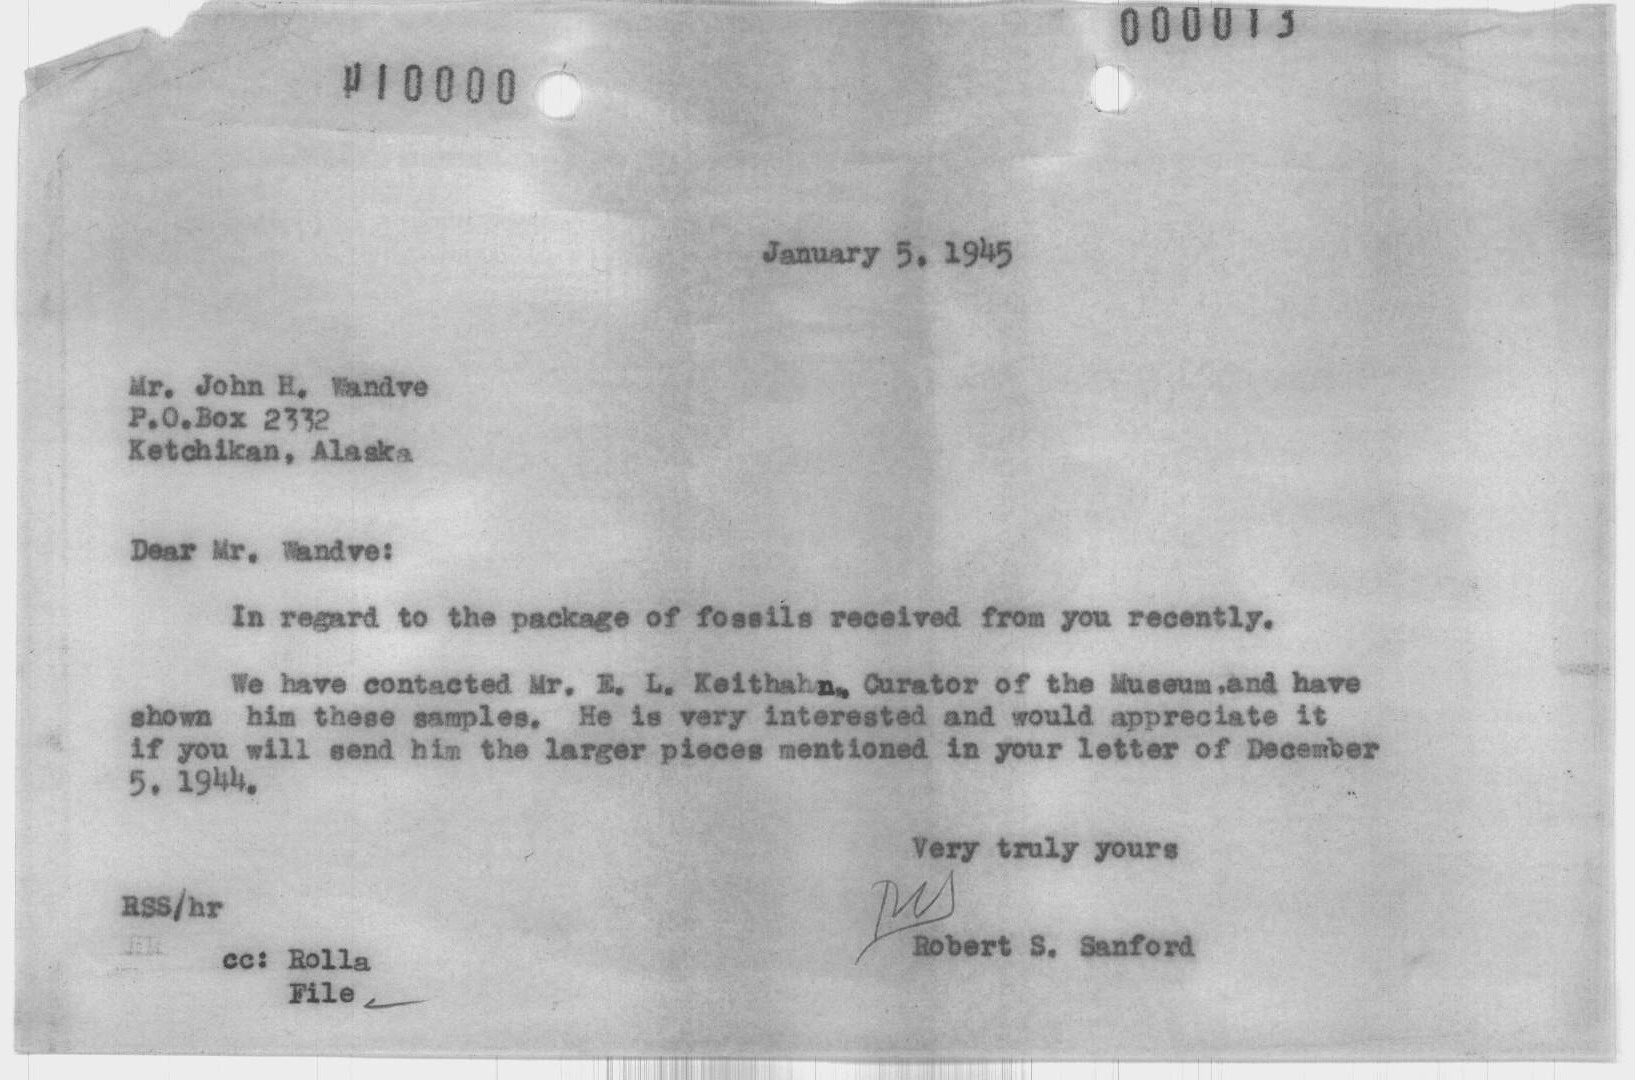 000013
January 5, 1945
Mr. John H. Wandve
P.O.Box 2332
Ketchikan, Alaska
Dear Mr. Wandve:
In regard to the package of fossils received from you recently.
We have contacted Mr. E. L. Keithahn, Curator of the Museum,and have
shown him these samples. He is very interested and would appreciate it
if you will send him the larger pieces mentioned in your letter of December
5, 1944.
Very truly yours
RSS
Robert S. Sanford
RSS/hr
cc: Rolla
File